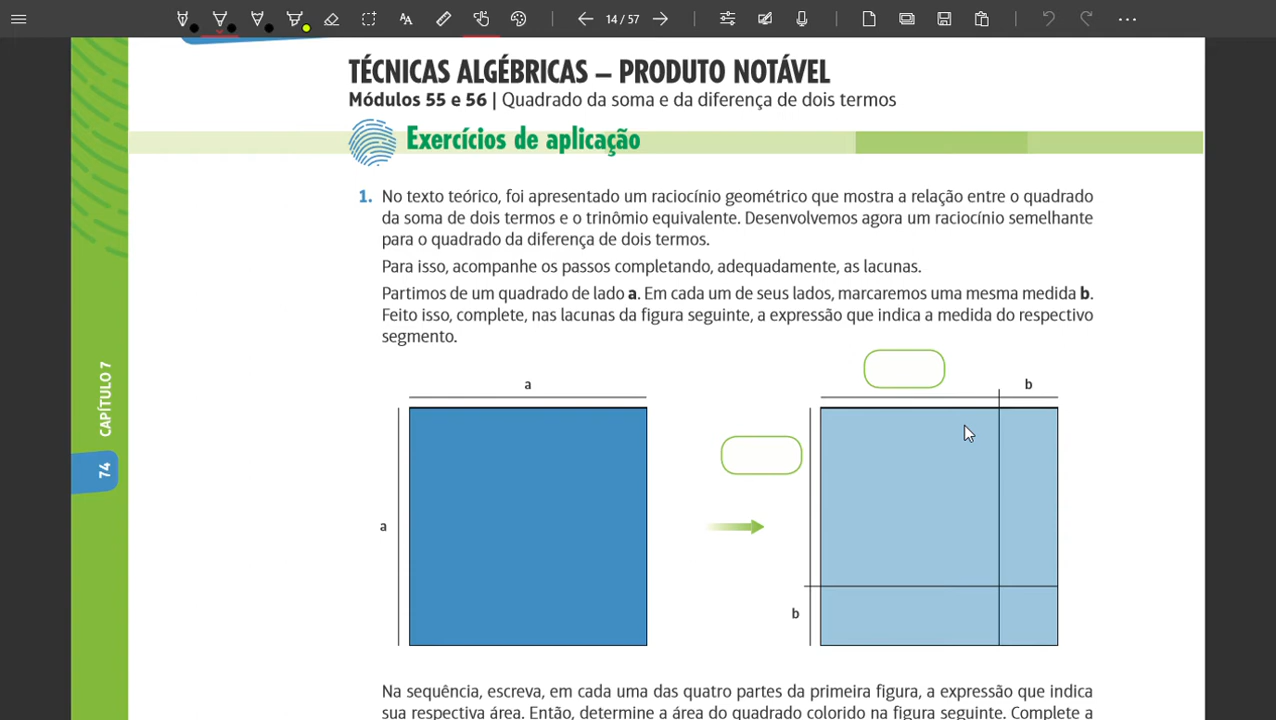 14 / 57
TÉCNICAS ALGÉBRICAS – PRODUTO NOTÁVEL
Módulos 55 e 56 | Quadrado da soma e da diferença de dois termos
Exercícios de aplicação
1. No texto teórico, foi apresentado um raciocínio geométrico que mostra a relação entre o quadrado
da soma de dois termos e o trinômio equivalente. Desenvolvemos agora um raciocínio semelhante
para o quadrado da diferença de dois termos.
Para isso, acompanhe os passos completando, adequadamente, as lacunas.
Partimos de um quadrado de lado a. Em cada um de seus lados, marcaremos uma mesma medida b.
Feito isso, complete, nas lacunas da figura seguinte, a expressão que indica a medida do respectivo
segmento.
a
b
a
b
CAPÍTULO 7
74
Na sequência, escreva, em cada uma das quatro partes da primeira figura, a expressão que indica
sua respectiva área. Então, determine a área do quadrado colorido na figura seguinte. Complete a